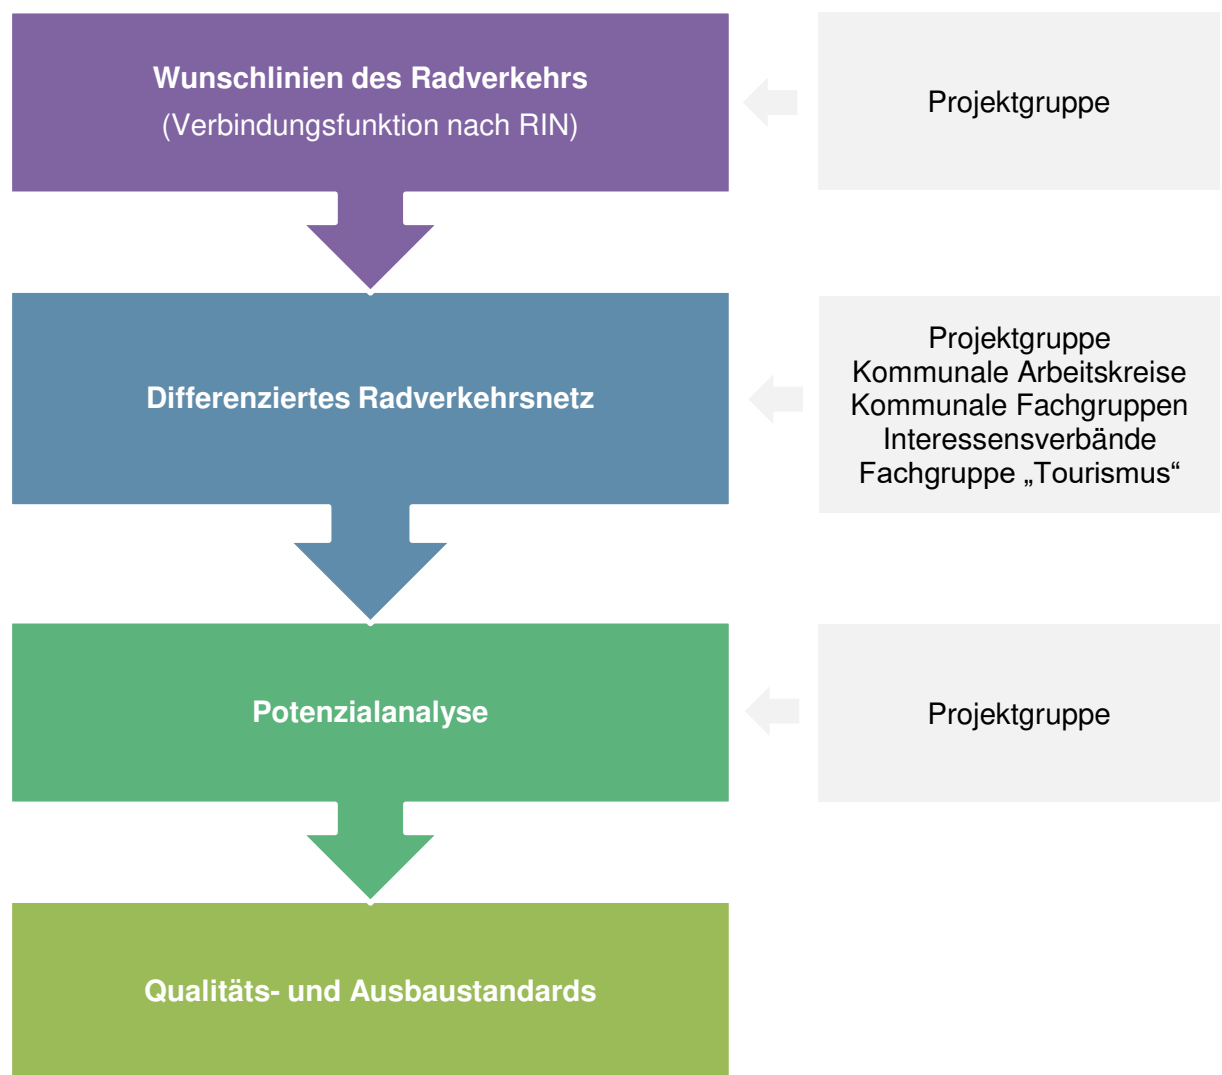 Wunschlinien des Radverkehrs
(Verbindungsfunktion nach RIN)
Projektgruppe
Differenziertes Radverkehrsnetz
Projektgruppe
Kommunale Arbeitskreise
Kommunale Fachgruppen
Interessensverbände
Fachgruppe „Tourismus“
Potenzialanalyse
Projektgruppe
Qualitäts- und Ausbaustandards